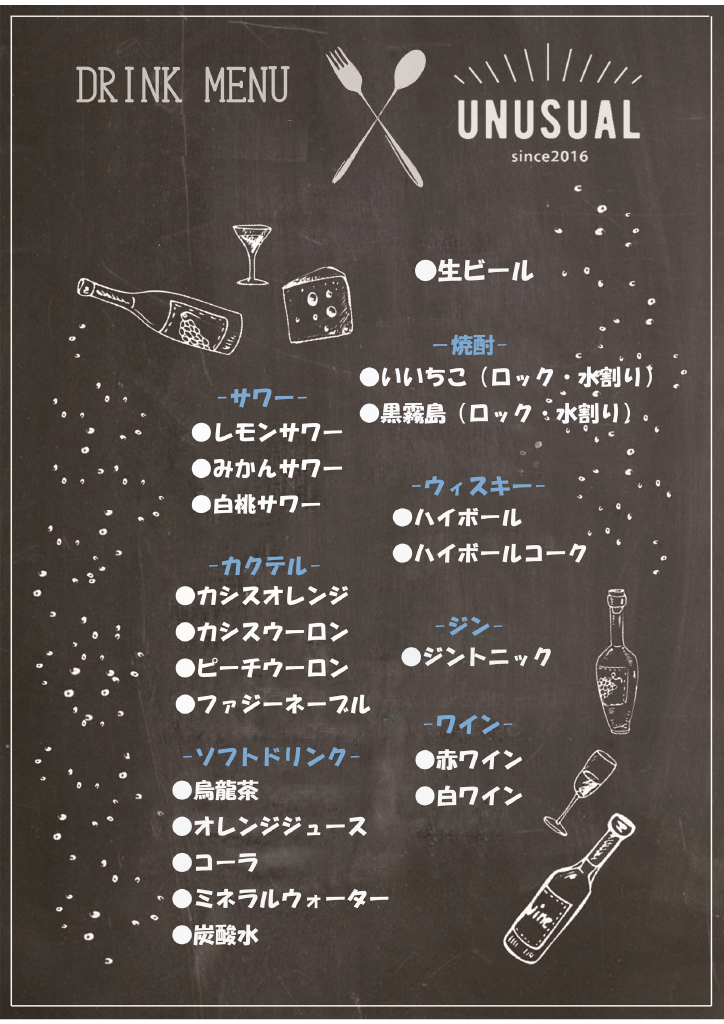 DRINK MENU
UNUSUAL
since2016
●生ビール
-焼酎-
●いいちこ（ロック・水割り）
●黒霧島（ロック・水割り）
-サワー-
●レモンサワー
●みかんサワー
●白桃サワー
-ウィスキー-
●ハイボール
●ハイボールコーク
-カクテル-
●カシスオレンジ
●カシスウーロン
●ピーチウーロン
●ファジーネーブル
-ジン-
●ジントニック
-ワイン-
●赤ワイン
●白ワイン
-ソフトドリンク-
●烏龍茶
●オレンジジュース
●コーラ
●ミネラルウォーター
●炭酸水
Wine